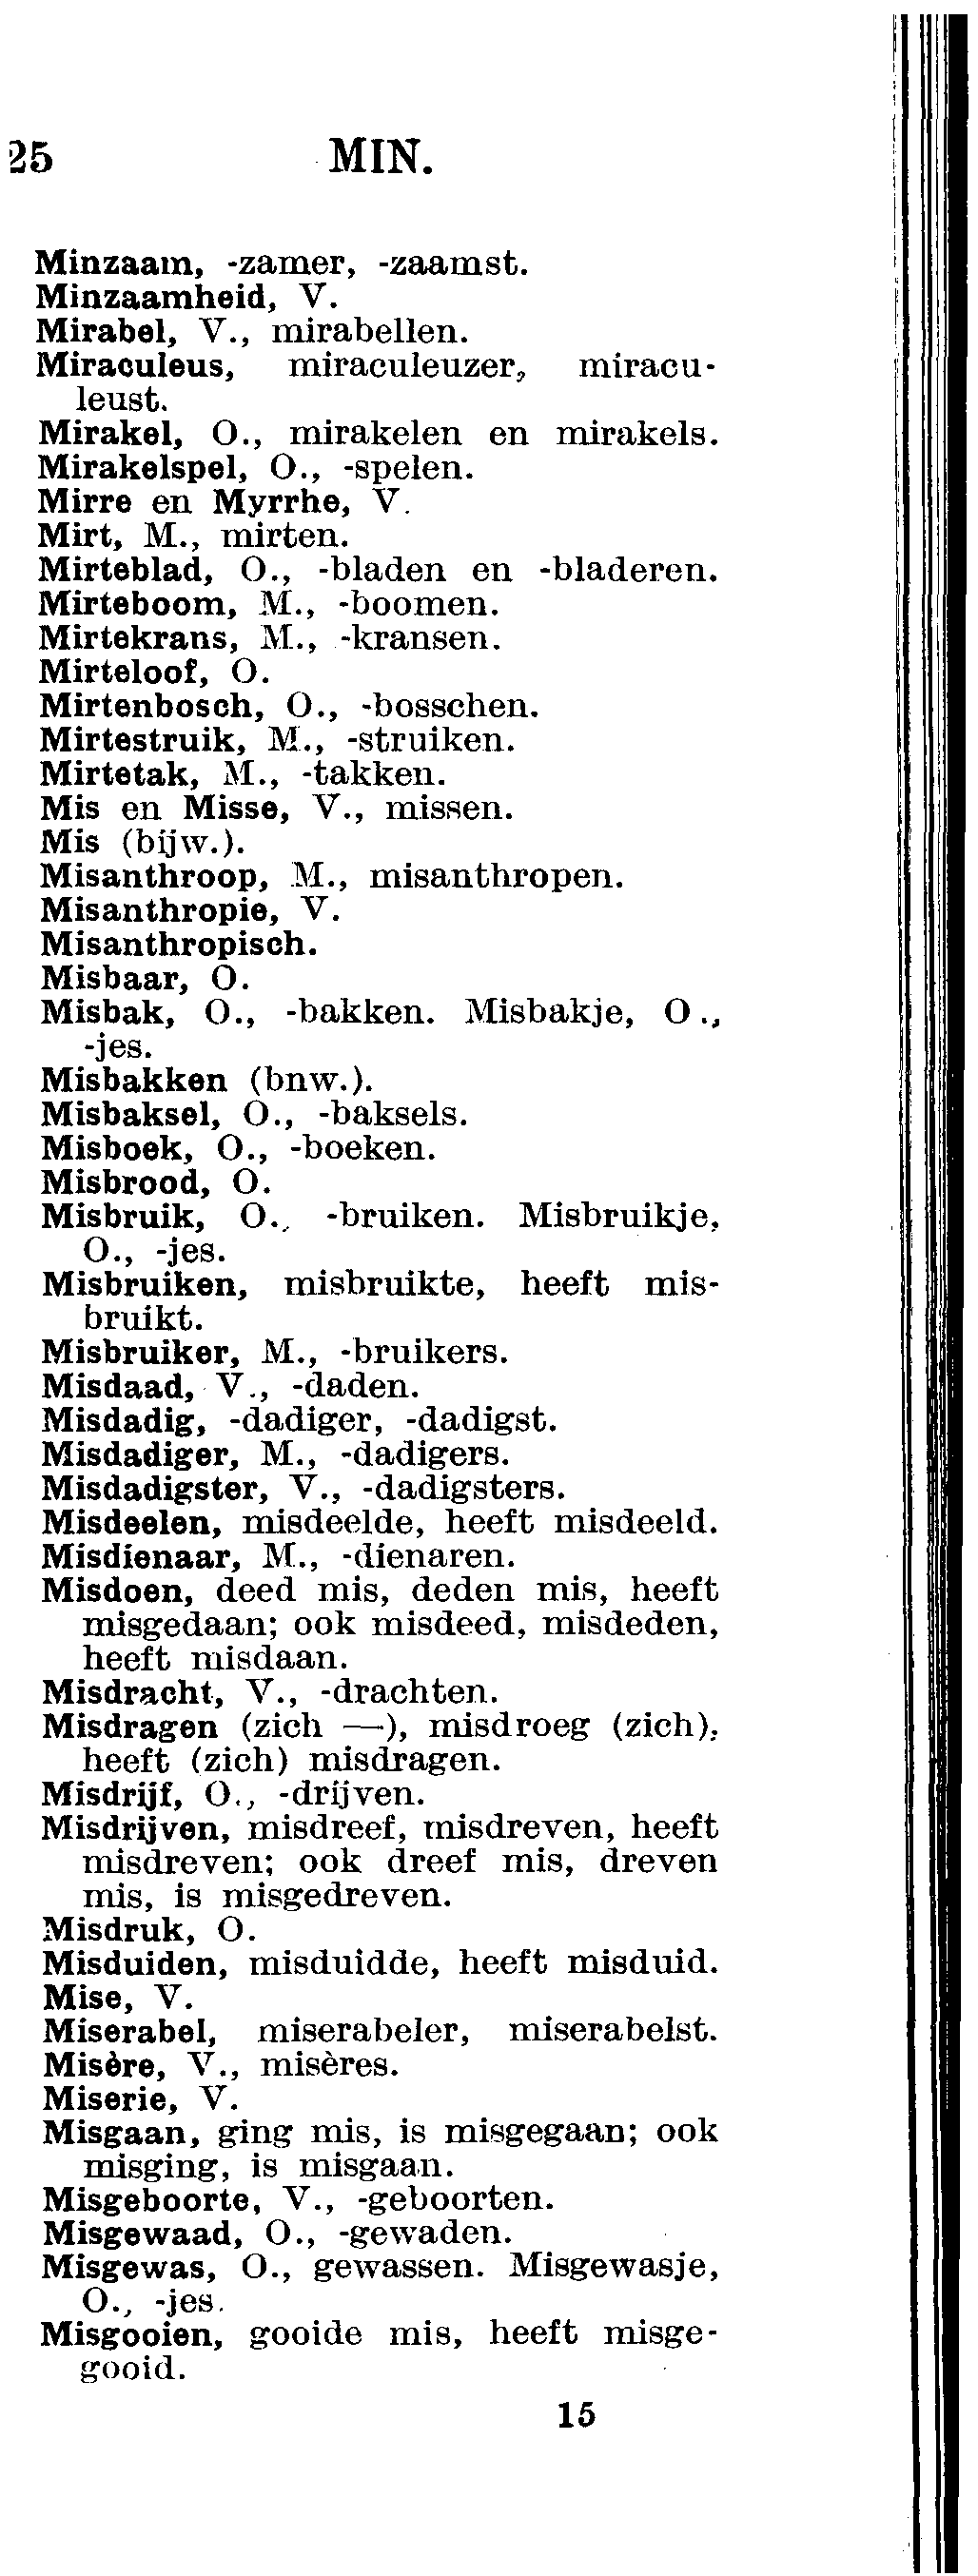 25 MIN.
Minzaam, -zamer, -zaamst.
Minzaamheid, V.
Mirabel, V., mirabellen.
Miraculeus, miraculeuzer, miracu-
leust.
Mirakel, O., mirakelen en mirakels.
Mirakelspel, O., -spelen.
Mirre en Myrrhe, V.
Mirt, M., mirten.
Mirteblad, O., -bladen en -bladeren.
Mirteboom, M., -boomen.
Mirtekrans, M., -kransen.
Mirteloof, O.
Mirtenbosch, O., -bosschen.
Mirtestruik, M., -struiken.
Mirtetak, M., -takken.
Mis en Misse, V., missen.
Mis (bijw.).
Misanthroop, M., misanthropen.
Misanthropie, V.
Misanthropisch.
Misbaar, O.
Misbak, O., -bakken. Misbakje, O.,
-jes.
Misbakken (bnw.).
Misbaksel, O., -baksels.
Misboek, O., -boeken.
Misbrood, O.
Misbruik, O., -bruiken. Misbruikje,
O., -jes.
Misbruiken, misbruikte, heeft mis-
bruikt.
Misbruiker, M., -bruikers.
Misdaad, V., -daden.
Misdadig, -dadiger, -dadigst.
Misdadiger, M., -dadigers.
Misdadigster, V., -dadigsters.
Misdeelen, misdeelde, heeft misdeeld.
Misdienaar, M., -dienaren.
Misdoen, deed mis, deden mis, heeft
misgedaan; ook misdeed, misdeden,
heeft misdaan.
Misdracht, V., -drachten.
Misdragen (zich —), misdroeg (zich),
heeft (zich) misdragen.
Misdrijf, O., -drijven.
Misdrijven, misdreef, misdreven, heeft
misdreven; ook dreef mis, dreven
mis, is misgedreven.
Misdruk, O.
Misduiden, misduidde, heeft misduid.
Mise, V.
Miserabel, miserabeler, miserabelst.
Misère, V., misères.
Miserie, V.
Misgaan, ging mis, is misgegaan; ook
misging, is misgaan.
Misgeboorte, V., -geboorten.
Misgewaad, O., -gewaden.
Misgewas, O., gewassen. Misgewasje,
O., -jes.
Misgooien, gooide mis, heeft misge-
gooid.
15